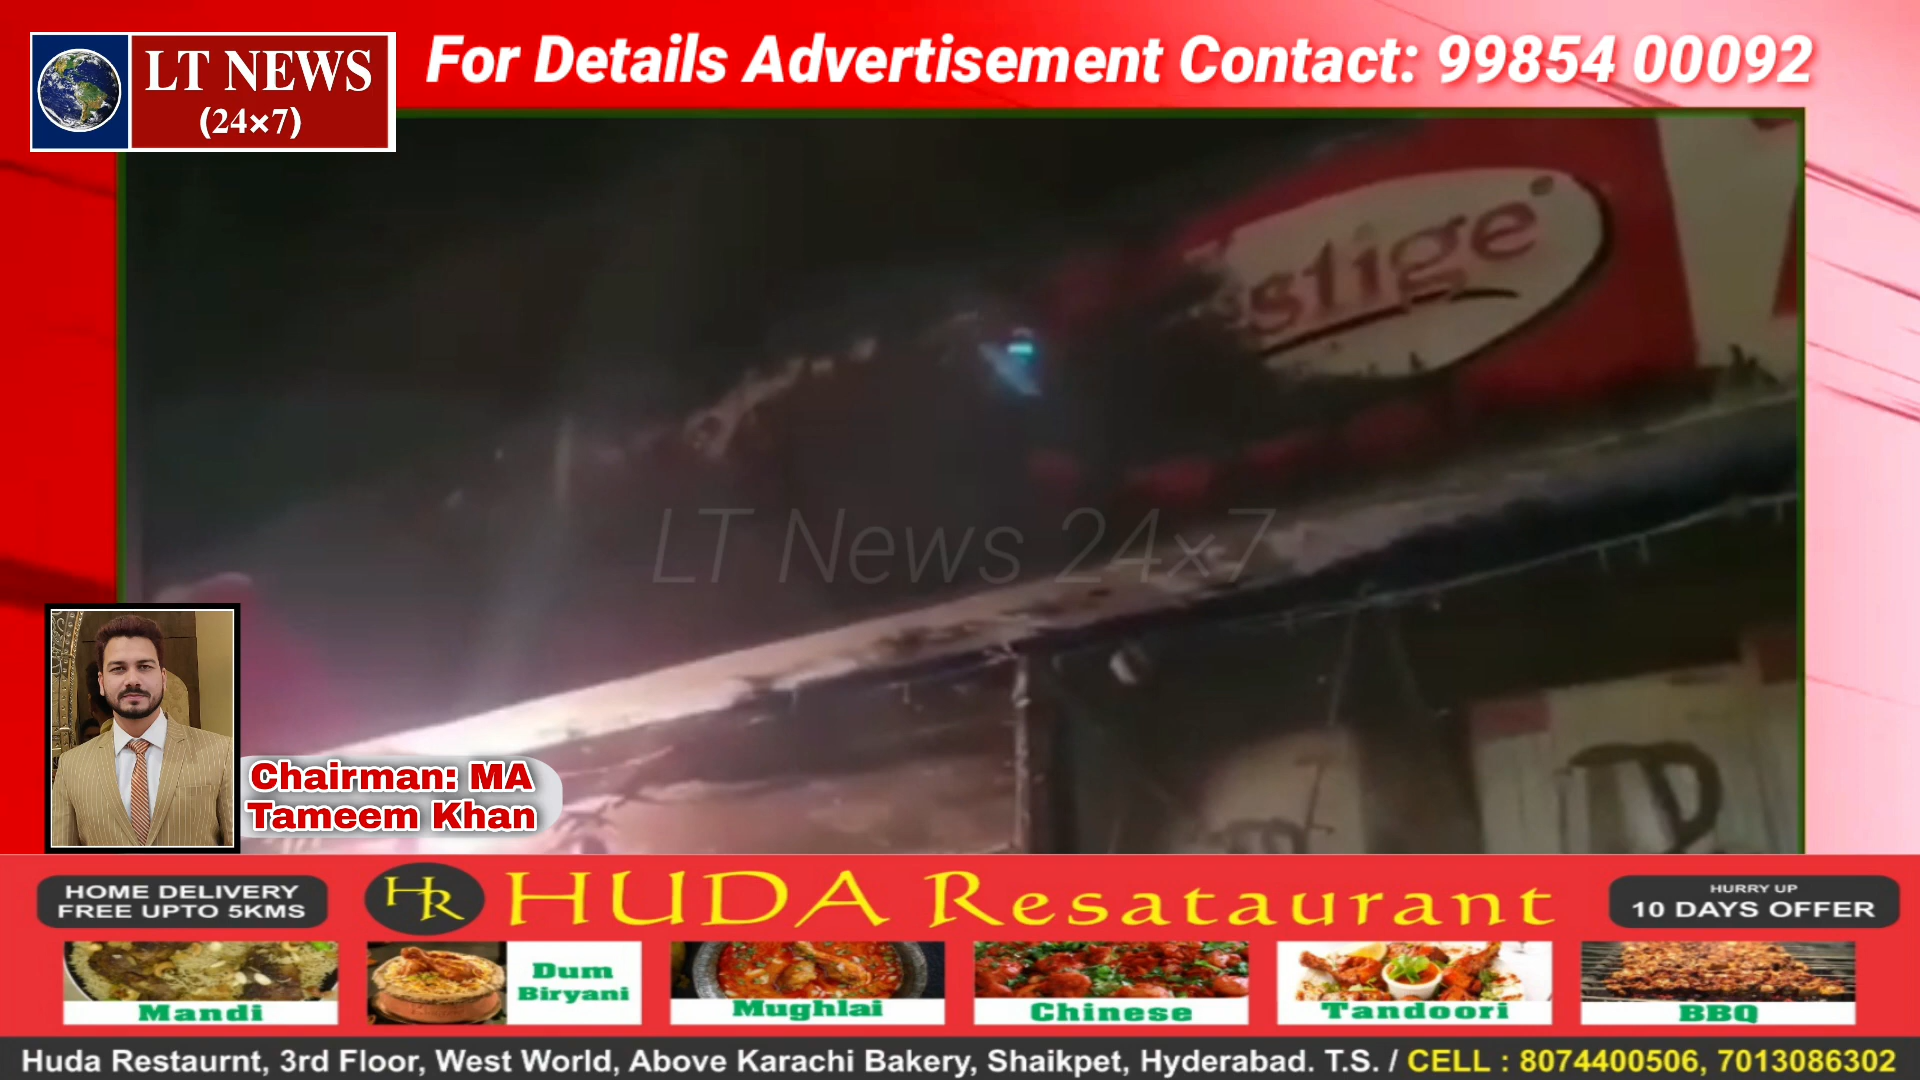 LT NEWS
(24×7)
For Details Advertisement Contact: 99854 00092
stige
LT News 24×7
Chairman: MA
Tameem Khan
HOME DELIVERY
FREE UPTO 5KMS
HR
HUDA Resataurant
HURRY UP
10 DAYS OFFER
Mandi
Dum
Biryani
Mughlai
Chinese
Tandoori
BBQ
Huda Restaurnt, 3rd Floor, West World, Above Karachi Bakery, Shaikpet, Hyderabad. T.S. / CELL : 8074400506, 7013086302